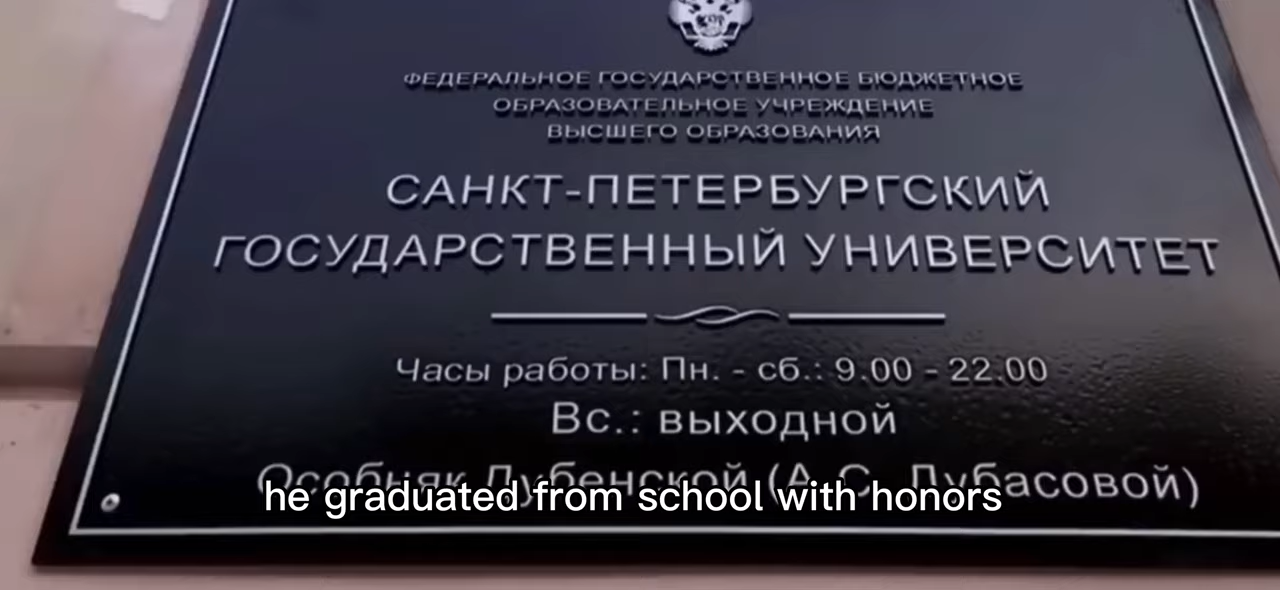 ФЕДЕРАЛЬНОЕ ГОСУДАРСТВЕННОЕ БЮДЖЕТНОЕ
ОБРАЗОВАТЕЛЬНОЕ УЧРЕЖДЕНИЕ
ВЫСШЕГО ОБРАЗОВАНИЯ
САНКТ-ПЕТЕРБУРГСКИЙ
ГОСУДАРСТВЕННЫЙ УНИВЕРСИТЕТ
Часы работы: Пн. - сб.: 9.00 - 22.00
Вс.: выходной
Особняк Дубенской (А.С. Дубасовой)
he graduated from school with honors